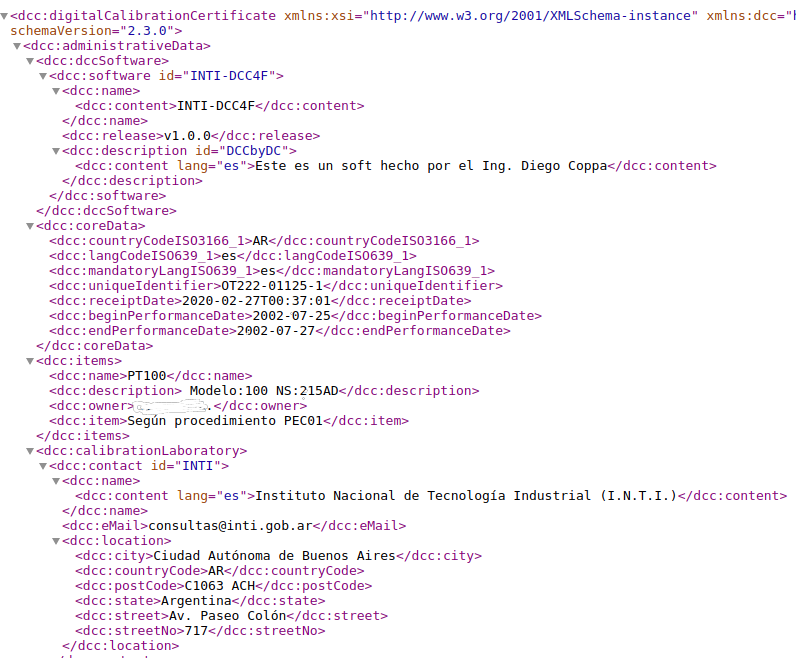 <dcc:digitalCalibrationCertificate xmlns:xsi="http://www.w3.org/2001/XMLSchema-instance" xmlns:dcc="h
schemaVersion="2.3.0">
<dcc:administrativeData>
<dcc:dccSoftware>
<dcc:software id="INTI-DCC4F">
<dcc:name>
<dcc:content>INTI-DCC4F</dcc:content>
</dcc:name>
<dcc:release>v1.0.0</dcc:release>
<dcc:description id="DCCbyDC">
<dcc:content lang="es">Este es un soft hecho por el Ing. Diego Coppa</dcc:content>
</dcc:description>
</dcc:software>
</dcc:dccSoftware>
<dcc:coreData>
<dcc:countryCodeISO3166_1>AR</dcc:countryCodeISO3166_1>
<dcc:langCodeISO639_1>es</dcc:langCodeISO639_1>
<dcc:mandatoryLangISO639_1>es</dcc:mandatoryLangISO639_1>
<dcc:uniqueIdentifier>OT222-01125-1</dcc:uniqueIdentifier>
<dcc:receiptDate>2020-02-27T00:37:01</dcc:receiptDate>
<dcc:beginPerformanceDate>2002-07-25</dcc:beginPerformanceDate>
<dcc:endPerformanceDate>2002-07-27</dcc:endPerformanceDate>
</dcc:coreData>
<dcc:items>
<dcc:name>PT100</dcc:name>
<dcc:description> Modelo:100 NS:215AD</dcc:description>
<dcc:owner> .</dcc:owner>
<dcc:item>Según procedimiento PEC01</dcc:item>
</dcc:items>
<dcc:calibrationLaboratory>
<dcc:contact id="INTI">
<dcc:name>
<dcc:content lang="es">Instituto Nacional de Tecnología Industrial (I.N.T.I.)</dcc:content>
</dcc:name>
<dcc:eMail>consultas@inti.gob.ar</dcc:eMail>
<dcc:location>
<dcc:city>Ciudad Autónoma de Buenos Aires</dcc:city>
<dcc:countryCode>AR</dcc:countryCode>
<dcc:postCode>C1063 ACH</dcc:postCode>
<dcc:state>Argentina</dcc:state>
<dcc:street>Av. Paseo Colón</dcc:street>
<dcc:streetNo>717</dcc:streetNo>
</dcc:location>